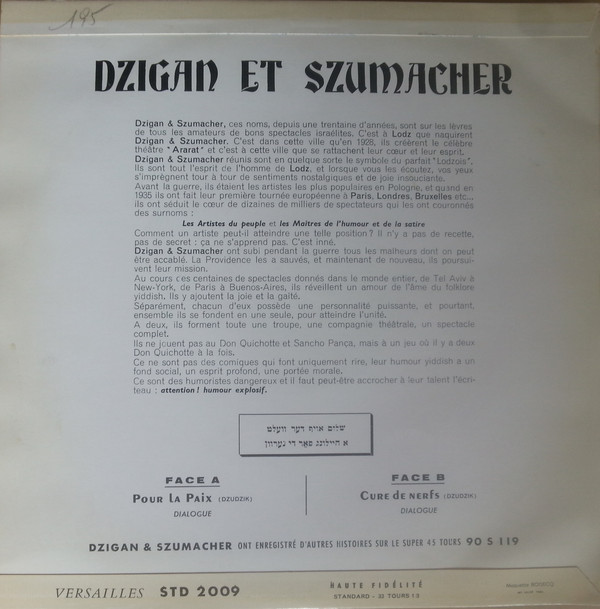 195
DZIGAN ET SZUMACHER
Dzigan & Szumacher, ces noms, depuis une trentaine d'années, sont sur les lèvres
de tous les amateurs de bons spectacles israélites. C'est à Lodz que naquirent
Dzigan & Szumacher. C'est dans cette ville qu'en 1926, ils créèrent le célèbre
théâtre " Ararat " et c'est à cette ville que se rattachent leur cœur et leur esprit.
Dzigan & Szumacher réunis sont en quelque sorte le symbole du parfait "Lodzois".
Ils sont tout l'esprit de l'homme de Lodz, et lorsque vous les écoutez, vos yeux
s'imprègnent tour à tour de sentiments nostalgiques et de joie insouciante.
Avant la guerre, ils étaient les artistes les plus populaires en Pologne, et quand en
1935 ils ont fait leur première tournée européenne à Paris, Londres, Bruxelles etc...
ils ont séduit le cœur de dizaines de milliers de spectateurs qui les ont couronnés
des surnoms :
Les Artistes du peuple et les Maîtres de l'humour et de la satire
Comment un artiste peut-il atteindre une telle position ? Il n'y a pas de recette,
pas de secret : ça ne s'apprend pas. C'est inné.
Dzigan & Szumacher ont subi pendant la guerre tous les malheurs dont on peut
être accablé. La Providence les a sauvés, et maintenant de nouveau, ils poursui-
vent leur mission.
Au cours des centaines de spectacles donnés dans le monde entier, de Tel Aviv à
New-York, de Paris à Buenos-Aires, ils réveillent un amour de l'âme du folklore
yiddish. Ils y ajoutent la joie et la gaité.
Séparément, chacun d'eux possède une personnalité puissante, et pourtant,
ensemble ils se fondent en une seule, pour atteindre l'unité.
A deux, ils forment toute une troupe, une compagnie théâtrale, un spectacle
complet.
Ils ne jouent pas au Don Quichotte et Sancho Pança, mais à un jeu où il y a deux
Don Quichotte à la fois.
Ce ne sont pas des comiques qui font uniquement rire, leur humour yiddish a un
fond social, un esprit profond, une portée morale.
Ce sont des humoristes dangereux et il faut peut-être accrocher à leur talent l'écri-
teau : attention ! humour explosif.
שלום אויף דער וועלט
א היילונג פאר די נערוון
FACE A
POUR LA PAIX (DZUDZIK)
DIALOGUE
FACE B
CURE DE NERFS (DZUDZIK)
DIALOGUE
DZIGAN & SZUMACHER ONT ENREGISTRÉ D'AUTRES HISTOIRES SUR LE SUPER 45 TOURS 90 S 119
VERSAILLES STD 2009
HAUTE FIDÉLITÉ
STANDARD - 33 TOURS 1/3